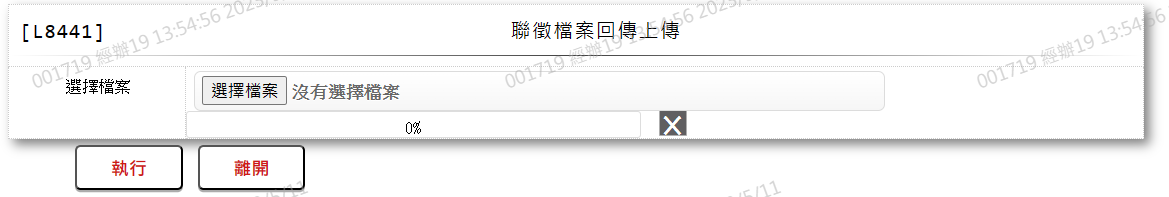 [L8441] 聯徵檔案回傳上傳
選擇檔案 選擇檔案 沒有選擇檔案
0% X
執行 離開
001719 經辦19 13:54:56
001719 經辦19 13:54:56
001719 經辦19 13:54:56
5/11